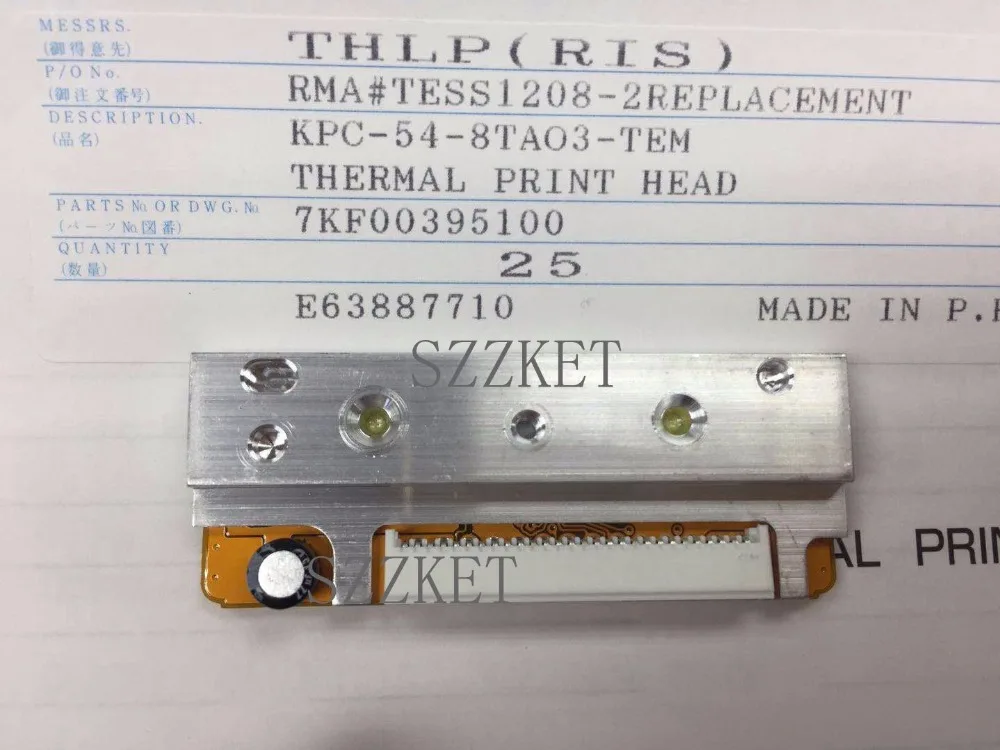 MESSRS.
(御得意先)
THLP(RIS)
P/O No.
(御注文番号)
RMA#TESS1208-2REPLACEMENT
DESCRIPTION.
(品名)
KPC-54-8TAO3-TEM
THERMAL PRINT HEAD
PARTS № OR DWG. №
(パーツ №図番)
7KF00395100
QUANTITY
(数量)
25
E63887710
MADE IN P.
SZZKET
AL PRIN
SZZKET